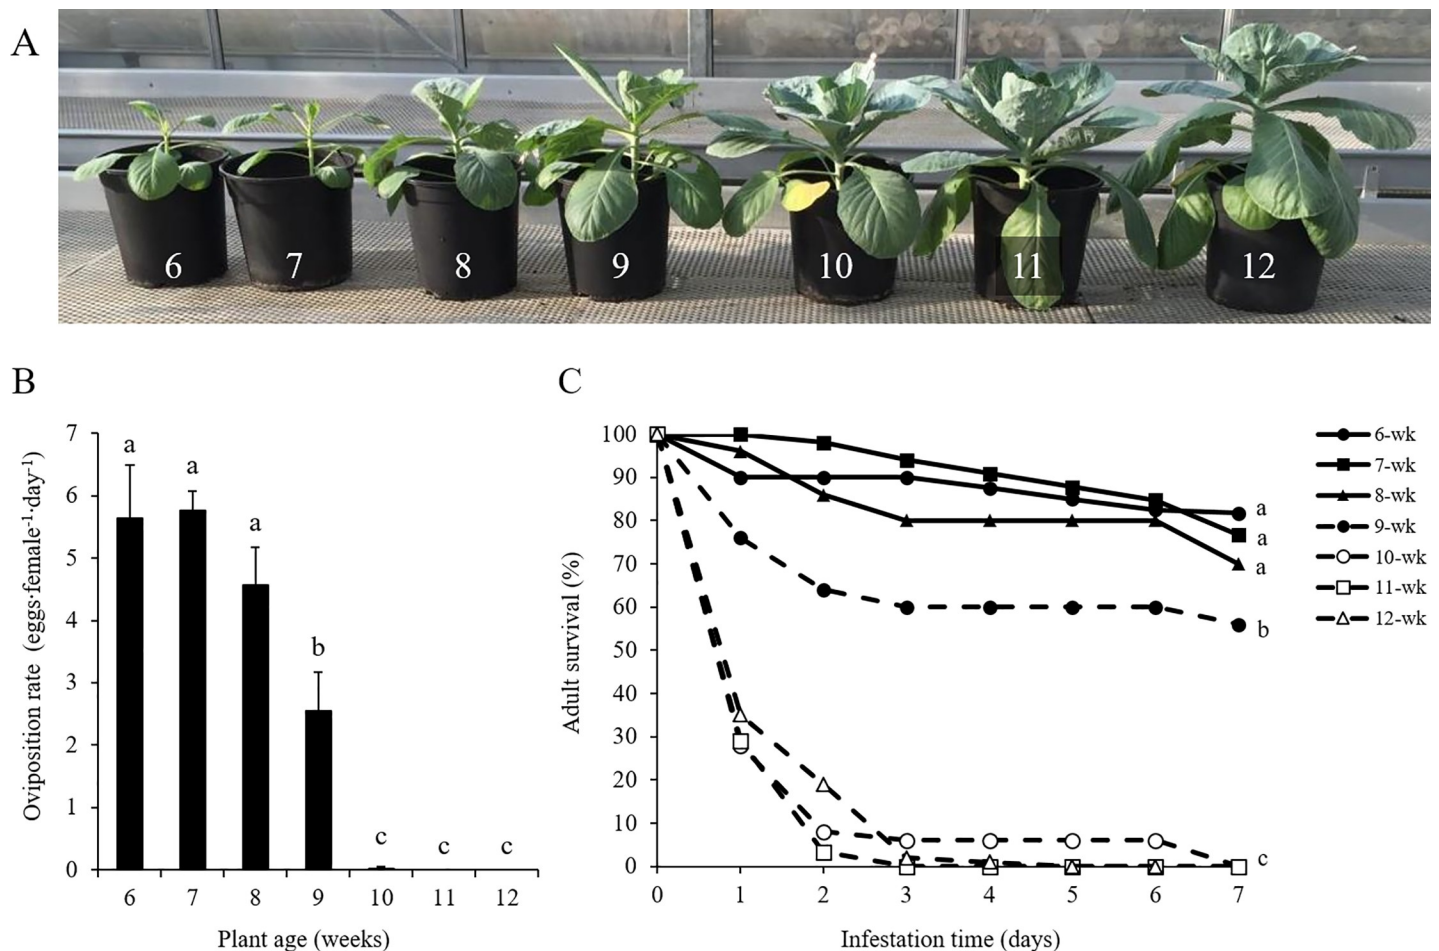 A
6 7 8 9 10 11 12
B
7
6
5
4
3
2
1
0
a a a b c c c
6 7 8 9 10 11 12
Oviposition rate (eggs·female⁻¹·day⁻¹)
Plant age (weeks)
C
100
90
80
70
60
50
40
30
20
10
0
a
a
a
b
c
0 1 2 3 4 5 6 7
Adult survival (%)
Infestation time (days)
6-wk
7-wk
8-wk
9-wk
10-wk
11-wk
12-wk